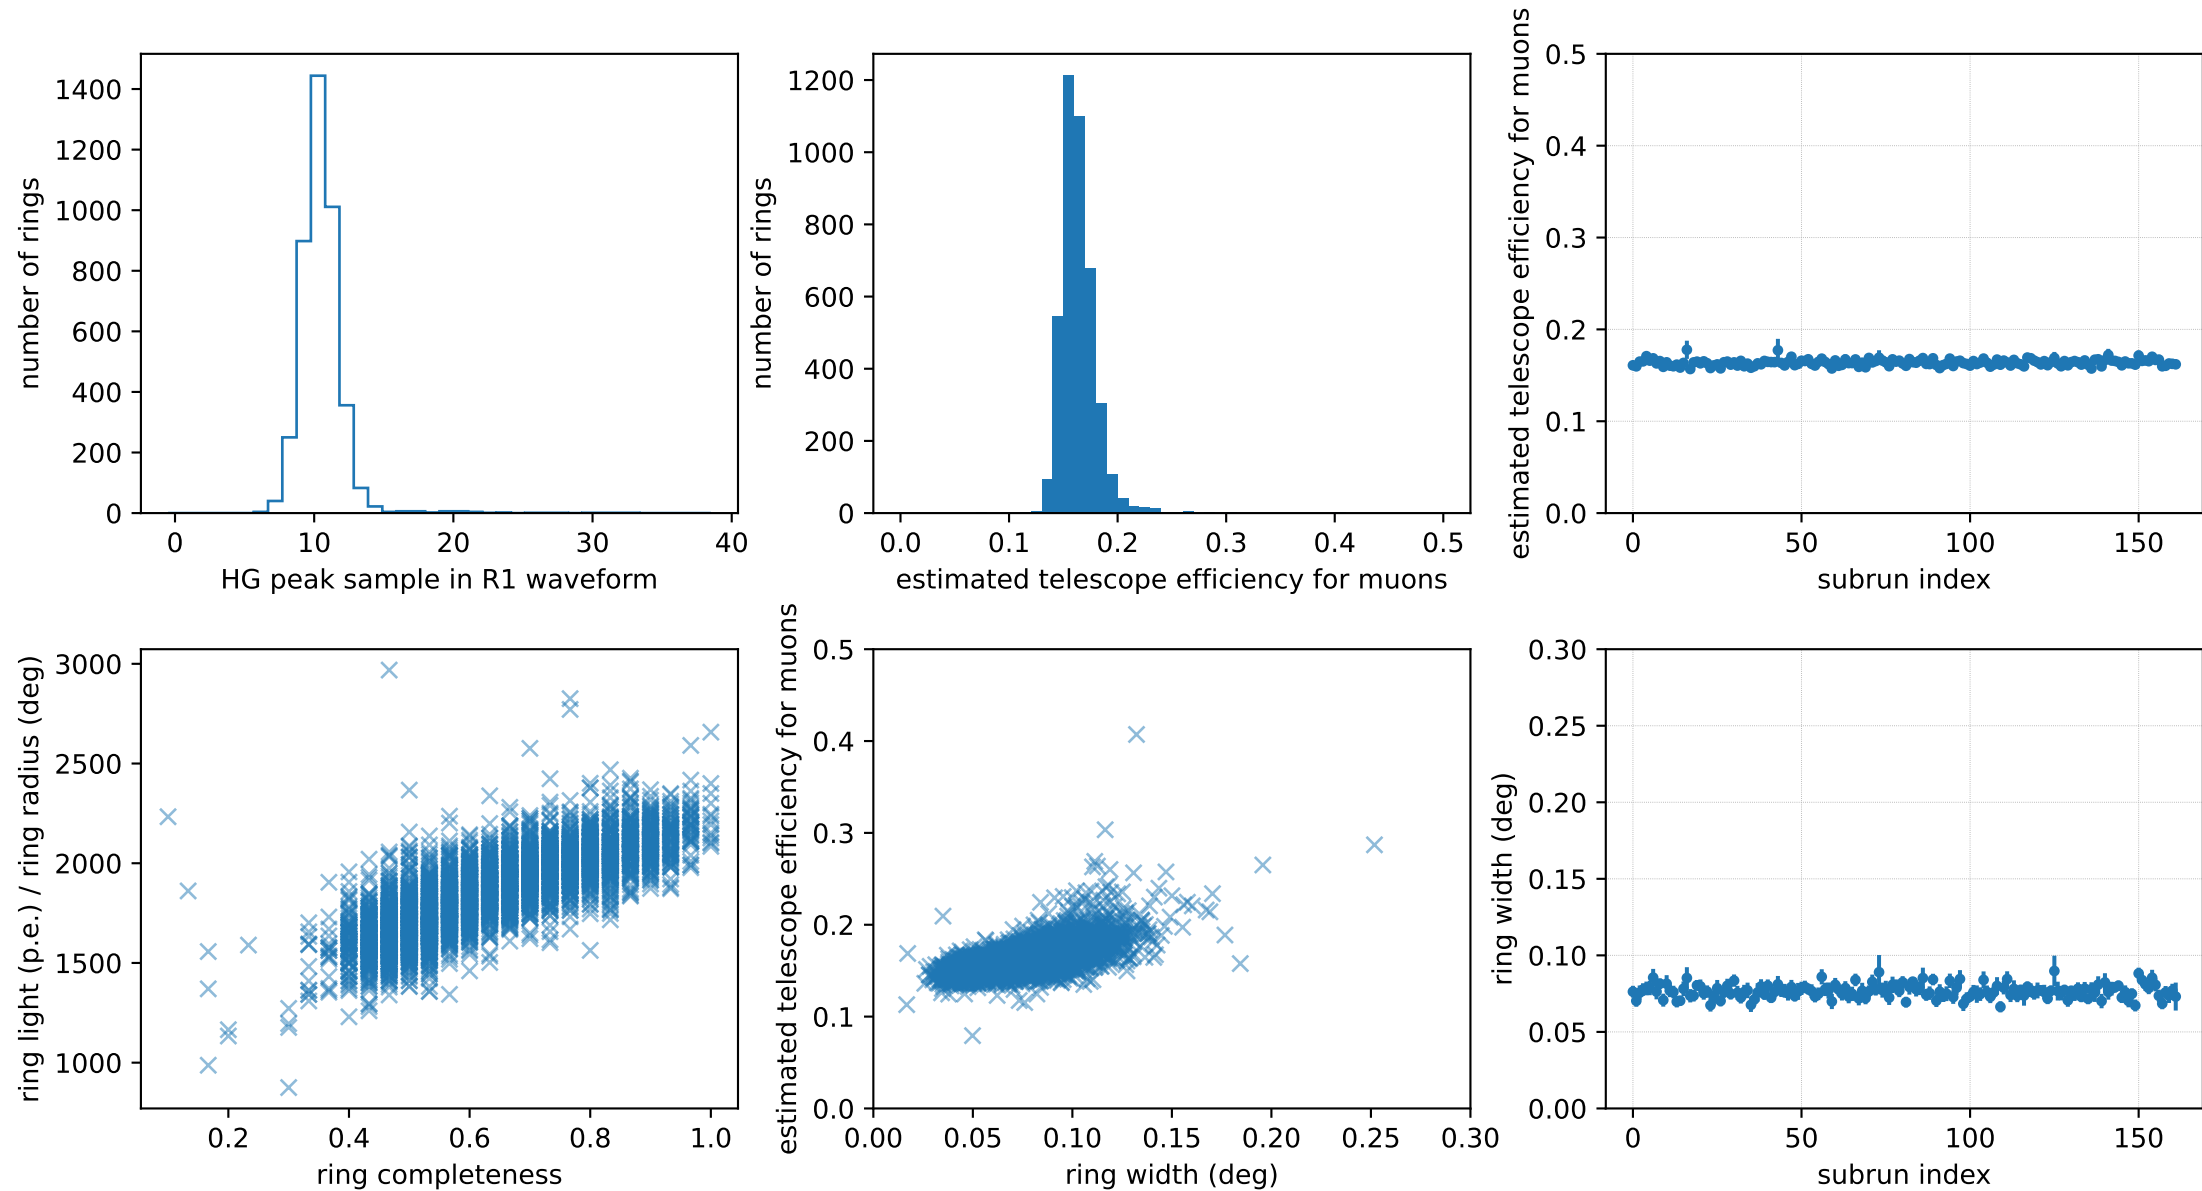 1400
1200
1000
800
600
400
200
0
number of rings
0 10 20 30 40
HG peak sample in R1 waveform
1200
1000
800
600
400
200
0
number of rings
0.0 0.1 0.2 0.3 0.4 0.5
estimated telescope efficiency for muons
0.5
0.4
0.3
0.2
0.1
0.0
estimated telescope efficiency for muons
0 50 100 150
subrun index
3000
2500
2000
1500
1000
ring light (p.e.) / ring radius (deg)
0.2 0.4 0.6 0.8 1.0
ring completeness
0.5
0.4
0.3
0.2
0.1
0.0
estimated telescope efficiency for muons
0.00 0.05 0.10 0.15 0.20 0.25 0.30
ring width (deg)
0.30
0.25
0.20
0.15
0.10
0.05
0.00
ring width (deg)
0 50 100 150
subrun index